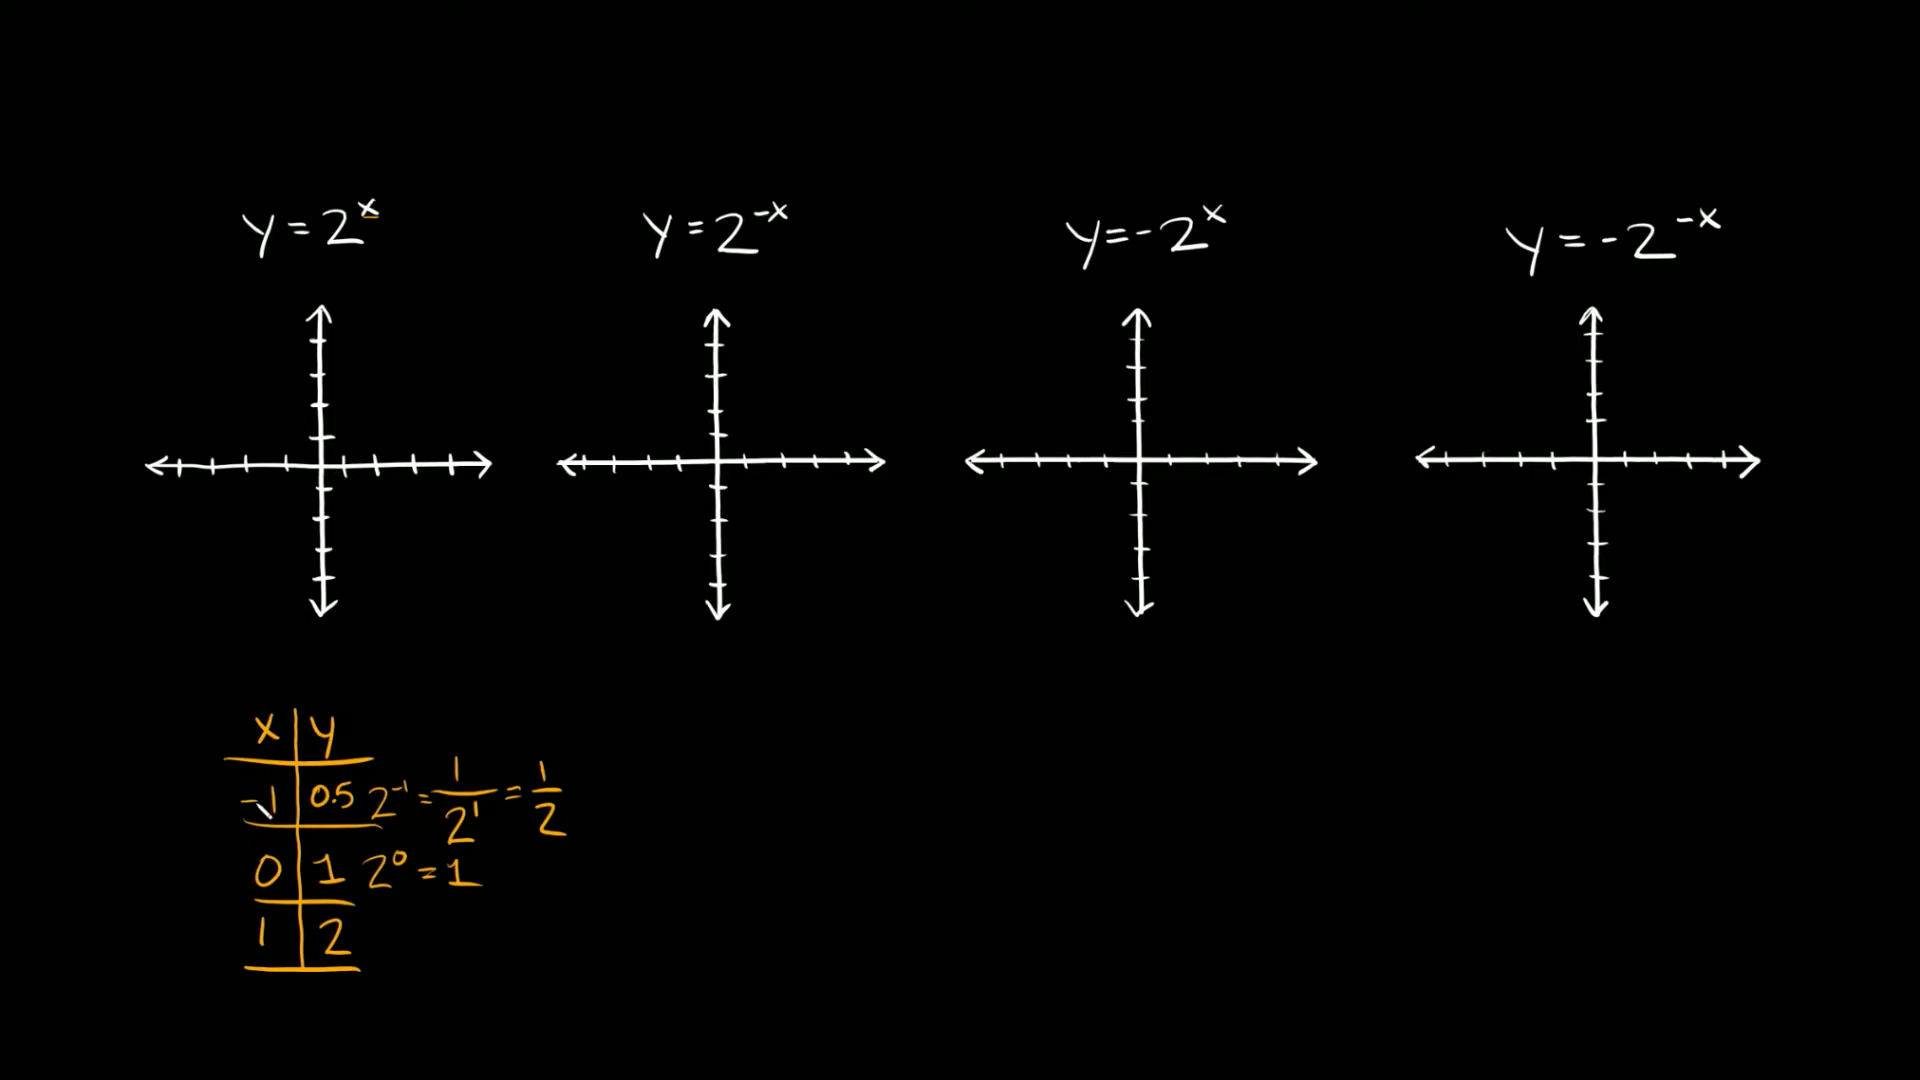 y = 2^x
y = 2^-x
y = -2^x
y = -2^-x
x | y
-1 | 0.5 2^-1 = 1/2^1 = 1/2
0 | 1 2^0 = 1
1 | 2